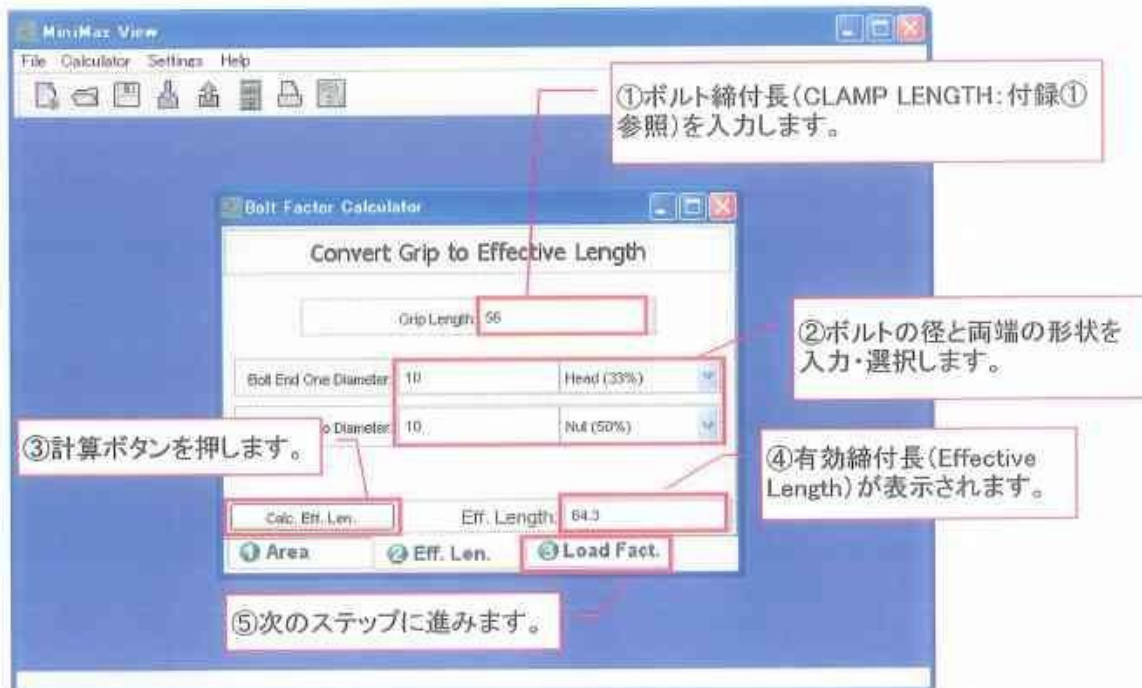 MiniMax View
File Calculator Settings Help
①ボルト締付長(CLAMP LENGTH:付録①
参照)を入力します。
Bolt Factor Calculator
Convert Grip to Effective Length
Grip Length: 56
②ボルトの径と両端の形状を
入力・選択します。
Bolt End One Diameter: 10 Head (33%)
o Diameter: 10 Nut (50%)
③計算ボタンを押します。
④有効締付長(Effective
Length)が表示されます。
Calc. Eff. Len. Eff. Length: 64.3
① Area ② Eff. Len. ③ Load Fact.
⑤次のステップに進みます。